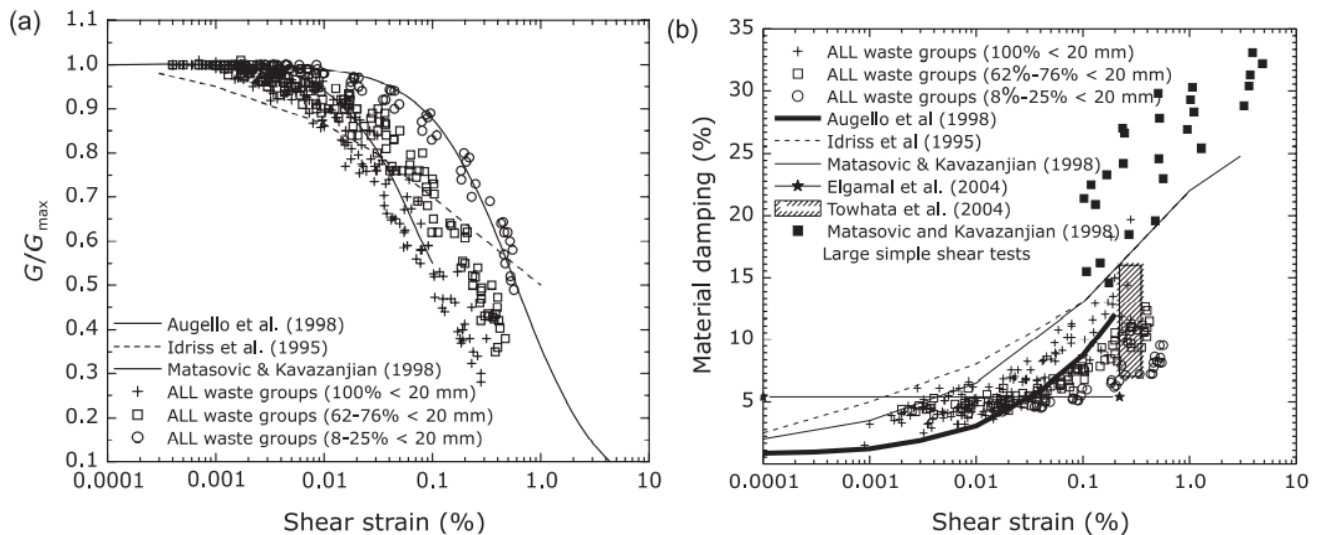 (a)
1.1
1.0
0.9
0.8
0.7
0.6
0.5
0.4
0.3
0.2
0.1
G/Gmax
Augello et al. (1998)
Idriss et al. (1995)
Matasovic & Kavazanjian (1998)
ALL waste groups (100% < 20 mm)
ALL waste groups (62–76% < 20 mm)
ALL waste groups (8–25% < 20 mm)
0.0001 0.001 0.01 0.1 1.0 10
Shear strain (%)
(b)
35
30
25
20
15
10
5
Material damping (%)
ALL waste groups (100% < 20 mm)
ALL waste groups (62%–76% < 20 mm)
ALL waste groups (8%–25% < 20 mm)
Augello et al (1998)
Idriss et al (1995)
Matasovic & Kavazanjian (1998)
Elgamal et al. (2004)
Towhata et al. (2004)
Matasovic and Kavazanjian (1998)
Large simple shear tests
0.0001 0.001 0.01 0.1 1.0 10
Shear strain (%)